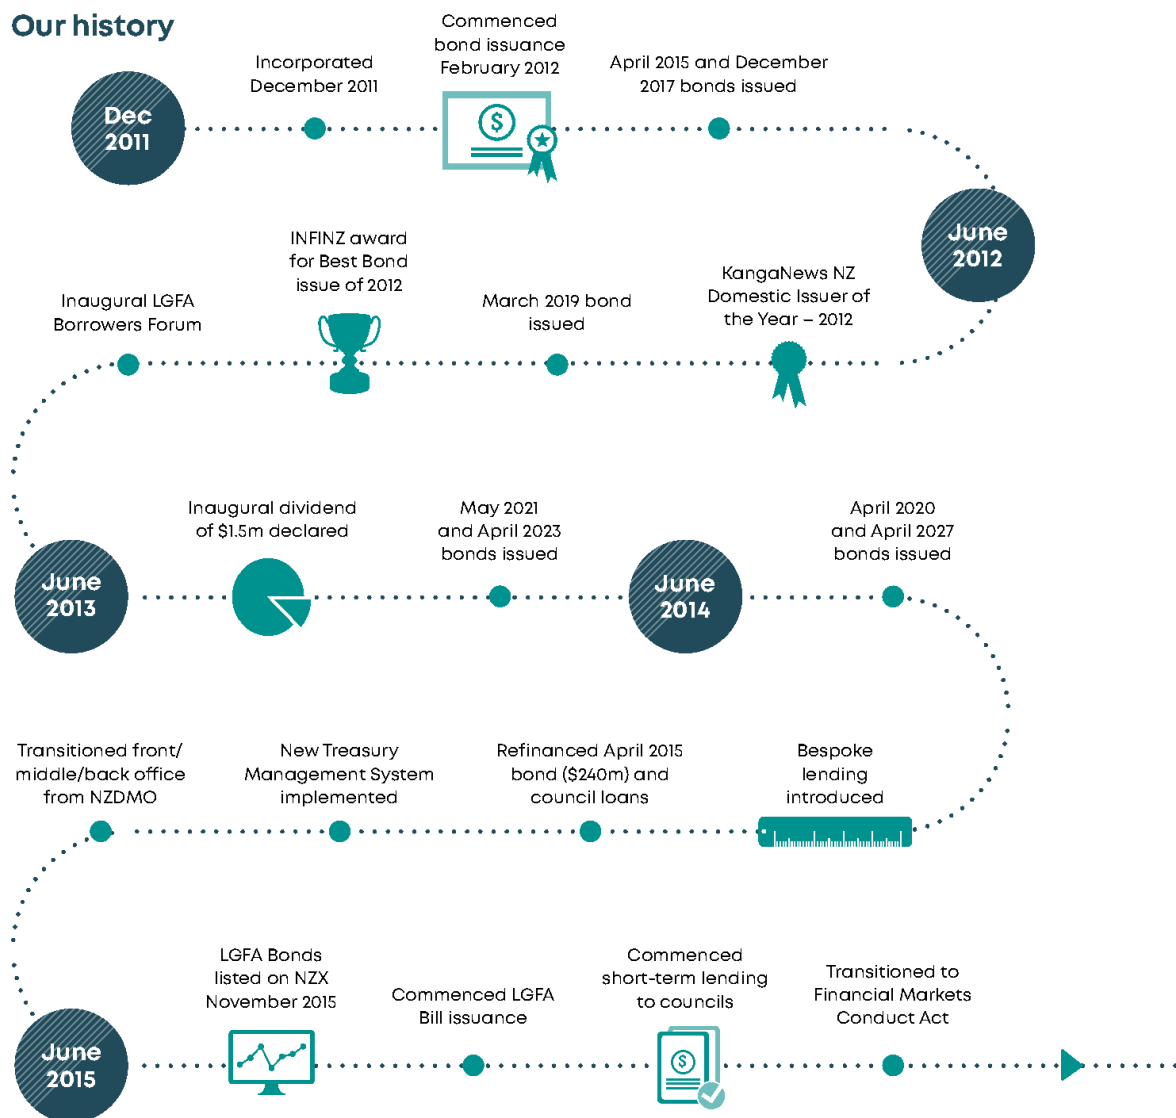 Our history
Dec
2011
Incorporated
December 2011
Commenced
bond issuance
February 2012
$
April 2015 and December
2017 bonds issued
June
2012
KangaNews NZ
Domestic Issuer of
the Year – 2012
March 2019 bond
issued
INFINZ award
for Best Bond
issue of 2012
Inaugural LGFA
Borrowers Forum
June
2013
Inaugural dividend
of $1.5m declared
May 2021
and April 2023
bonds issued
June
2014
April 2020
and April 2027
bonds issued
Bespoke
lending
introduced
Refinanced April 2015
bond ($240m) and
council loans
New Treasury
Management System
implemented
Transitioned front/
middle/back office
from NZDMO
June
2015
LGFA Bonds
listed on NZX
November 2015
Commenced LGFA
Bill issuance
Commenced
short-term lending
to councils
$
Transitioned to
Financial Markets
Conduct Act